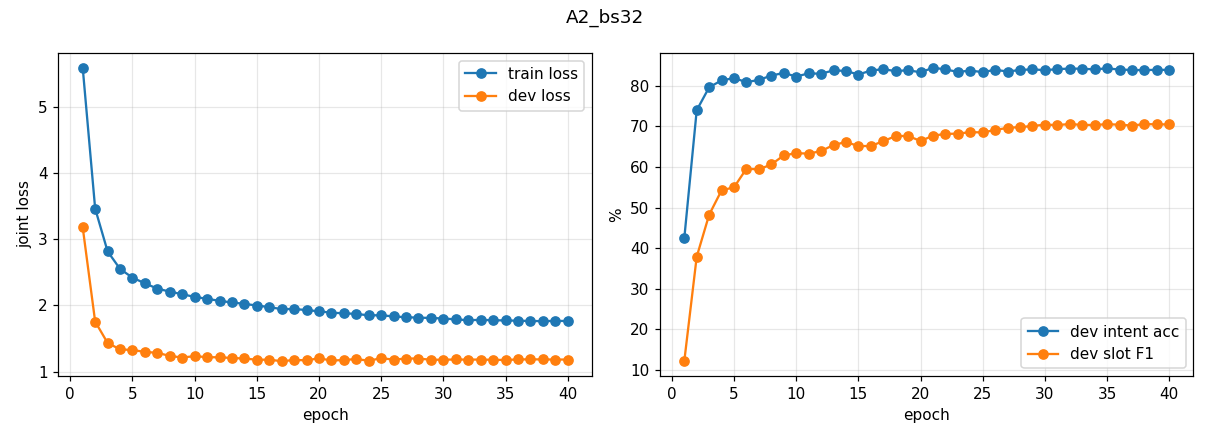 A2_bs32
train loss
dev loss
joint loss
5
4
3
2
1
0 5 10 15 20 25 30 35 40
epoch
%
80
70
60
50
40
30
20
10
dev intent acc
dev slot F1
0 5 10 15 20 25 30 35 40
epoch